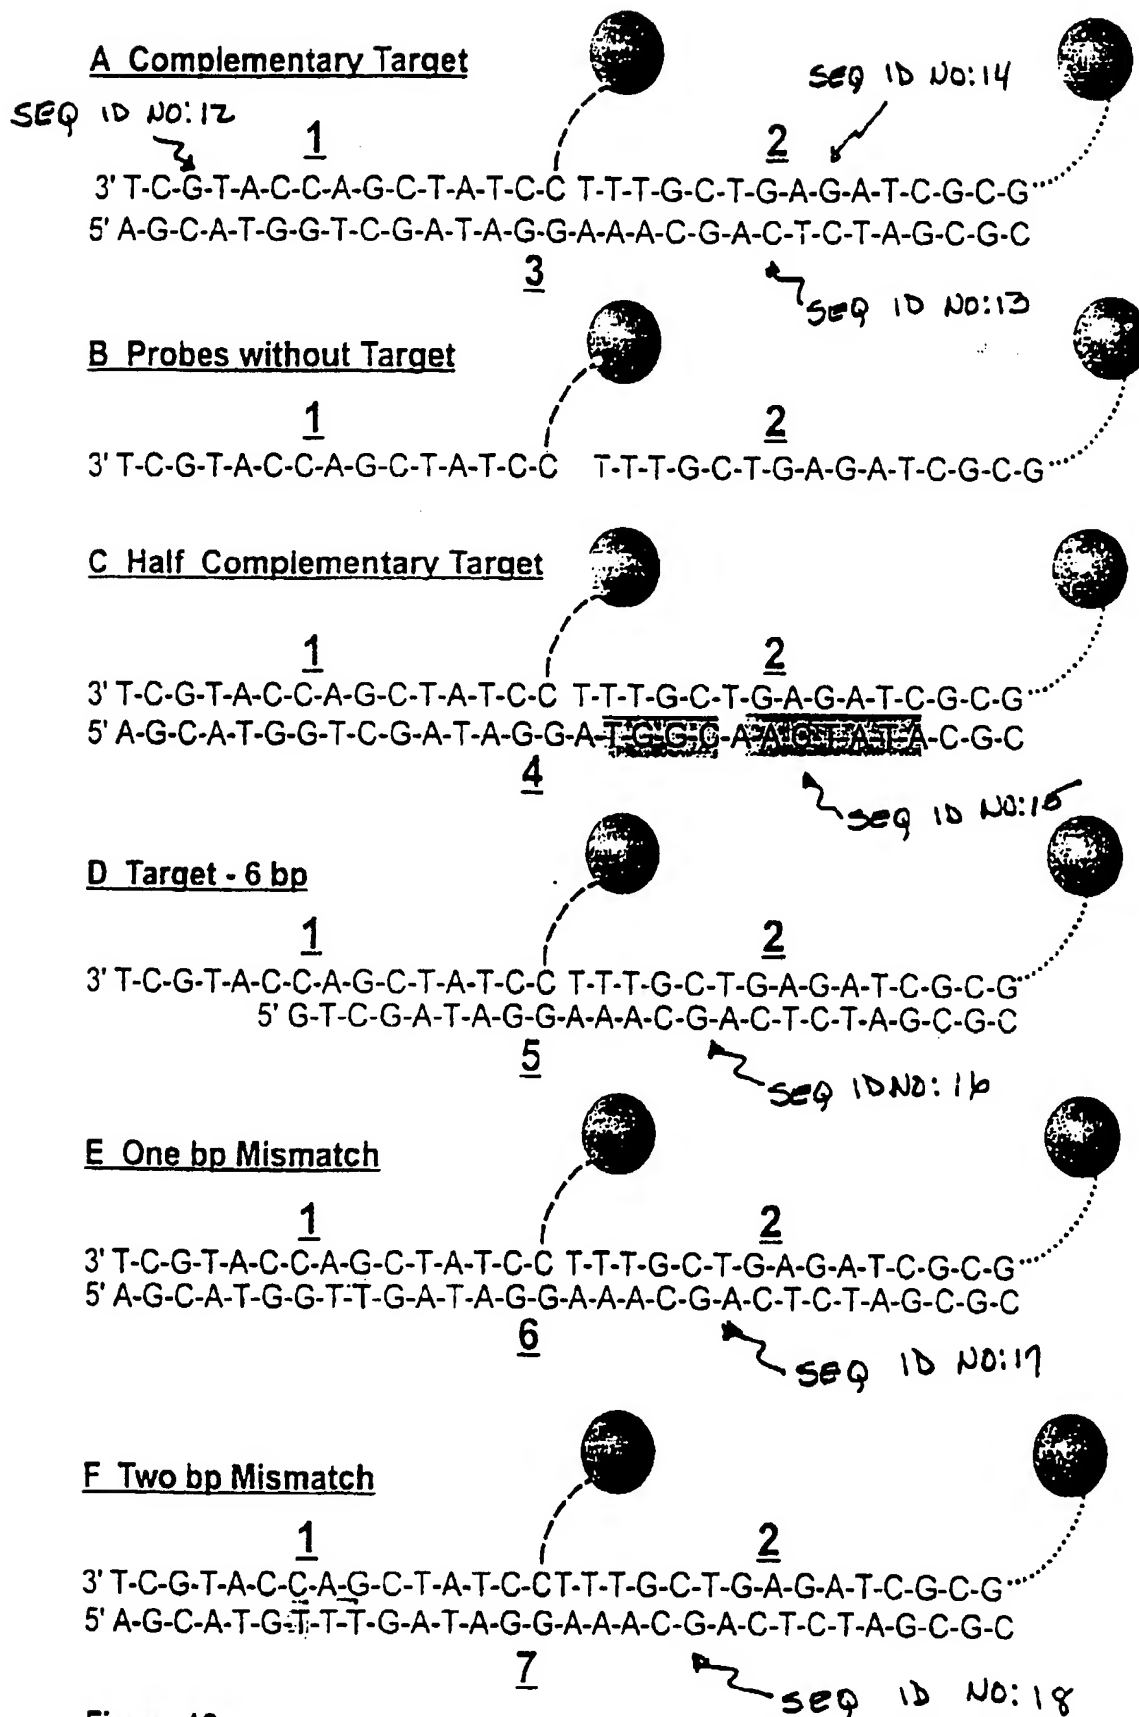 A Complementary Target
SEQ ID NO:12
SEQ ID NO:14
1
2
3' T-C-G-T-A-C-C-A-G-C-T-A-T-C-C T-T-T-G-C-T-G-A-G-A-T-C-G-C-G
5' A-G-C-A-T-G-G-T-C-G-A-T-A-G-G-A-A-A-C-G-A-C-T-C-T-A-G-C-G-C
3
SEQ ID NO:13
B Probes without Target
1
2
3' T-C-G-T-A-C-C-A-G-C-T-A-T-C-C T-T-T-G-C-T-G-A-G-A-T-C-G-C-G
C Half Complementary Target
1
2
3' T-C-G-T-A-C-C-A-G-C-T-A-T-C-C T-T-T-G-C-T-G-A-G-A-T-C-G-C-G
5' A-G-C-A-T-G-G-T-C-G-A-T-A-G-G-A-T-G-G-C-A-A-C-T-A-T-A-C-G-C
4
SEQ ID NO:15
D Target - 6 bp
1
2
3' T-C-G-T-A-C-C-A-G-C-T-A-T-C-C T-T-T-G-C-T-G-A-G-A-T-C-G-C-G
5' G-T-C-G-A-T-A-G-G-A-A-A-C-G-A-C-T-C-T-A-G-C-G-C
5
SEQ ID NO:16
E One bp Mismatch
1
2
3' T-C-G-T-A-C-C-A-G-C-T-A-T-C-C T-T-T-G-C-T-G-A-G-A-T-C-G-C-G
5' A-G-C-A-T-G-G-T-T-G-A-T-A-G-G-A-A-A-C-G-A-C-T-C-T-A-G-C-G-C
6
SEQ ID NO:17
F Two bp Mismatch
1
2
3' T-C-G-T-A-C-C-A-G-C-T-A-T-C-C-T-T-T-G-C-T-G-A-G-A-T-C-G-C-G
5' A-G-C-A-T-G-T-T-T-G-A-T-A-G-G-A-A-A-C-G-A-C-T-C-T-A-G-C-G-C
7
SEQ ID NO:18